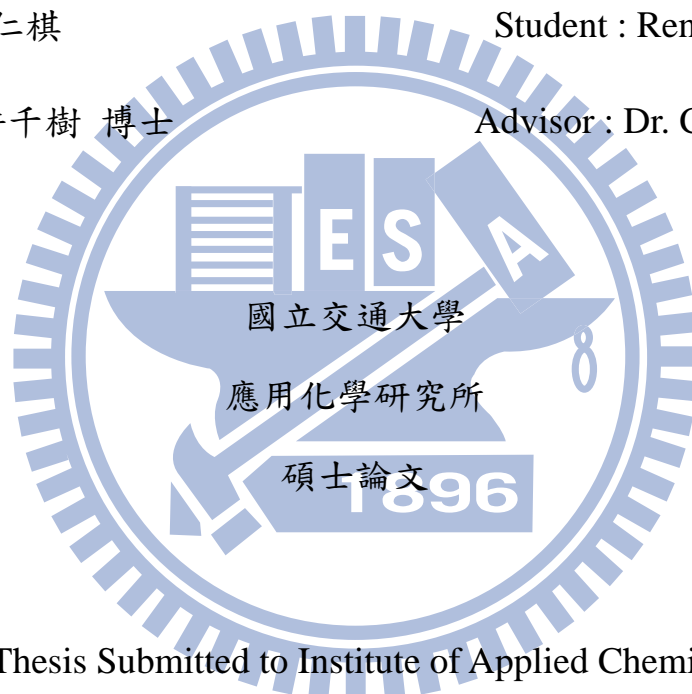 仁棋 Student : Ren
千樹 博士 Advisor : Dr. C
E S A
國立交通大學
應用化學研究所
碩士論文
1896
Thesis Submitted to Institute of Applied Chemi